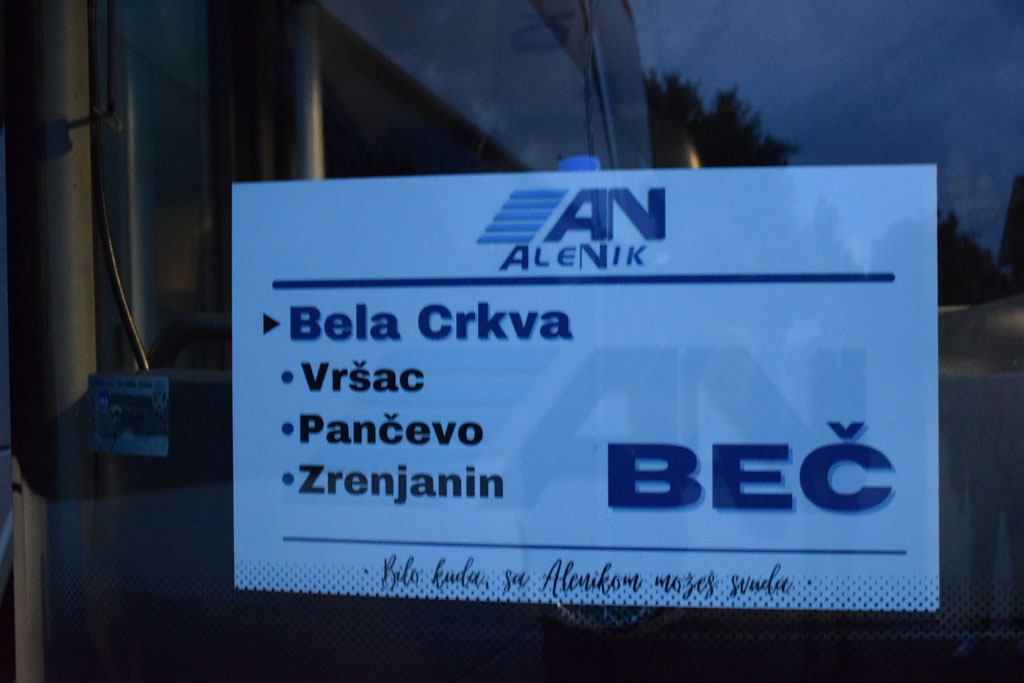 AN
ALENIK
Bela Crkva
• Vršac
• Pančevo
• Zrenjanin
BEČ
· Bilo kuda, sa Alenikom možeš svuda ·